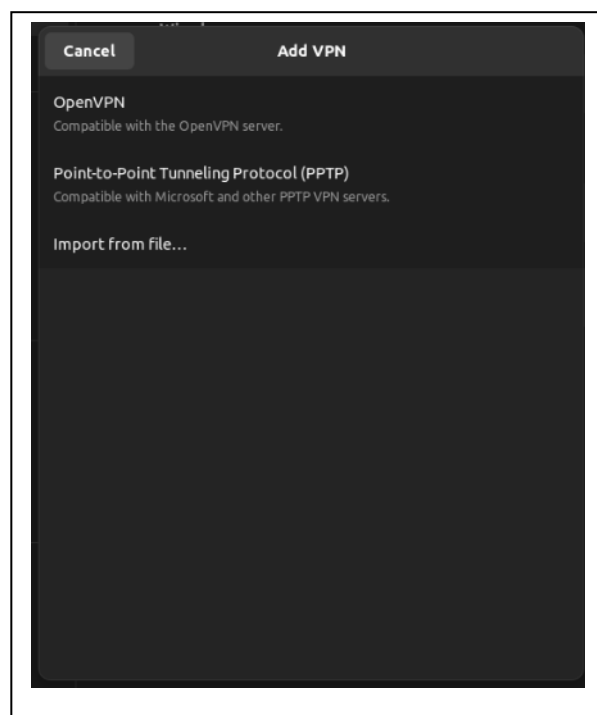 Cancel
Add VPN
OpenVPN
Compatible with the OpenVPN server.
Point-to-Point Tunneling Protocol (PPTP)
Compatible with Microsoft and other PPTP VPN servers.
Import from file...